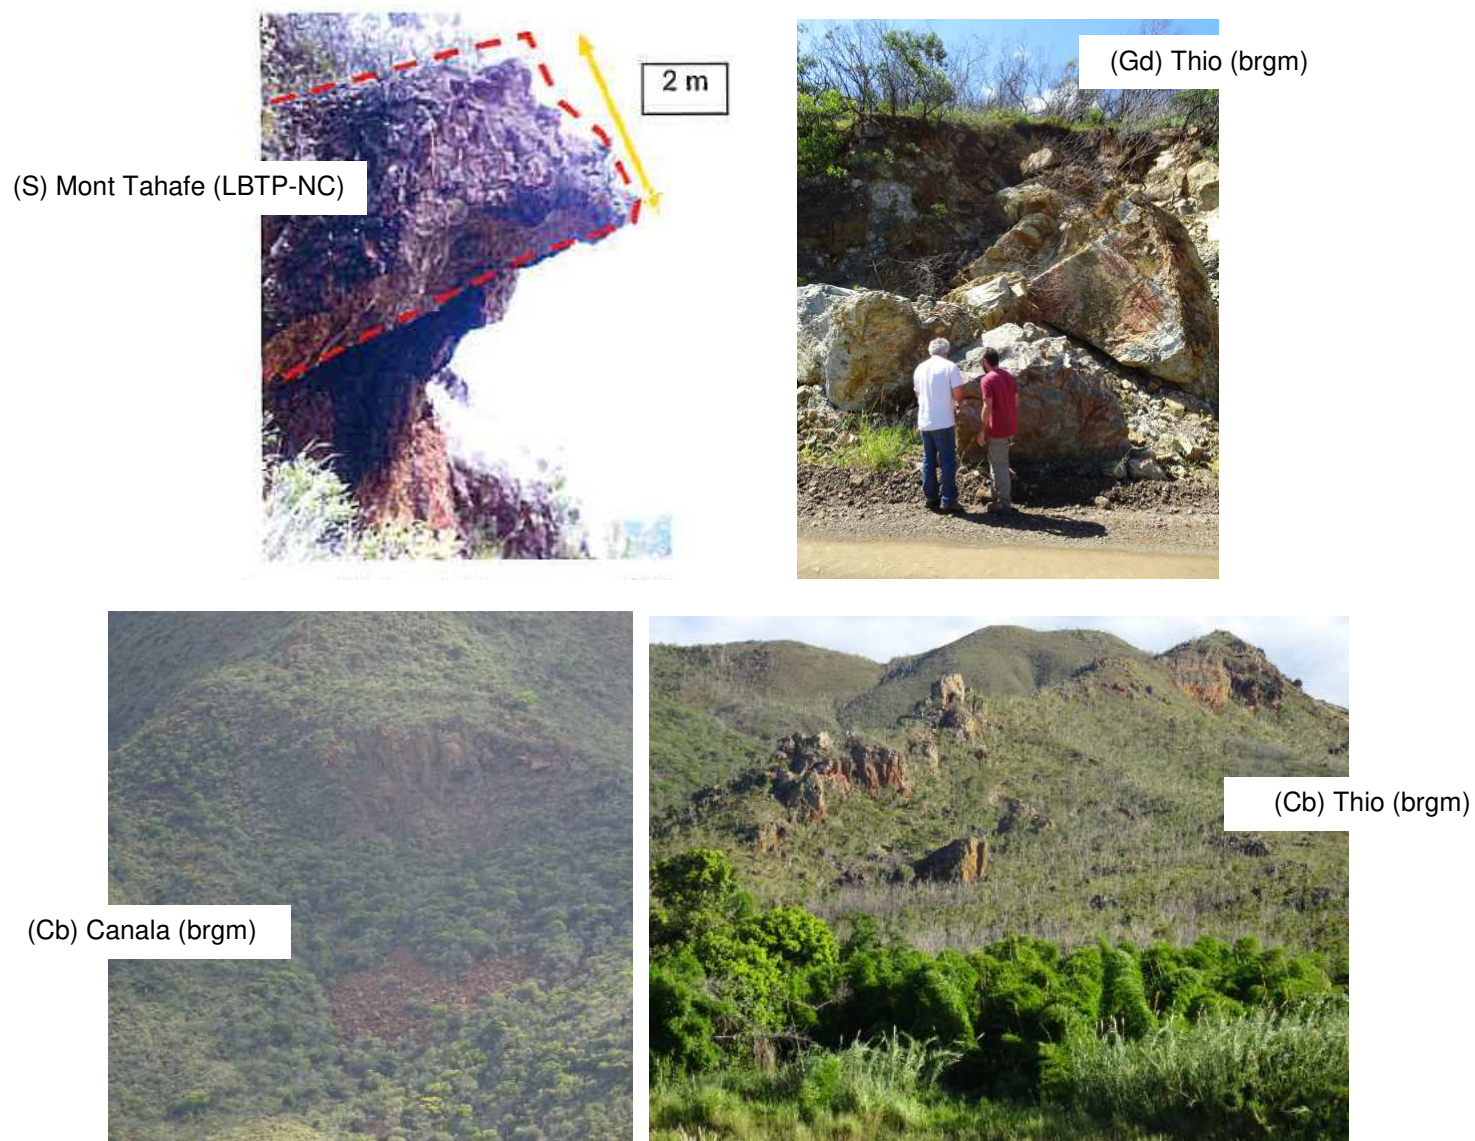 2 m
(Gd) Thio (brgm)
(S) Mont Tahafe (LBTP-NC)
(Cb) Thio (brgm)
(Cb) Canala (brgm)